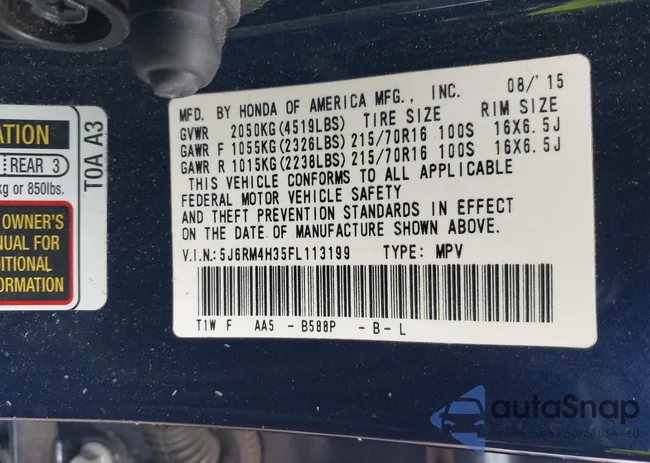 MFD. BY HONDA OF AMERICA MFG., INC. 08/'15
GVWR 2050KG(4519LBS) TIRE SIZE RIM SIZE
GAWR F 1055KG(2326LBS) 215/70R16 100S 16X6.5J
GAWR R 1015KG(2238LBS) 215/70R16 100S 16X6.5J
THIS VEHICLE CONFORMS TO ALL APPLICABLE
FEDERAL MOTOR VEHICLE SAFETY
AND THEFT PREVENTION STANDARDS IN EFFECT
ON THE DATE OF MANUFACTURE SHOWN ABOVE.
V.I.N.: 5J6RM4H35FL113199 TYPE: MPV
T1W F AA5 -B588P -B-L
ATION
REAR 3
kg or 850lbs.
OWNER'S
NUAL FOR
DITIONAL
ORMATION
T0A A3
autoSnap